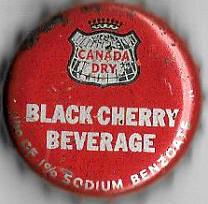 CANADA
DRY
BLACK CHERRY
BEVERAGE
1/10 OF 1% SODIUM BENZOATE